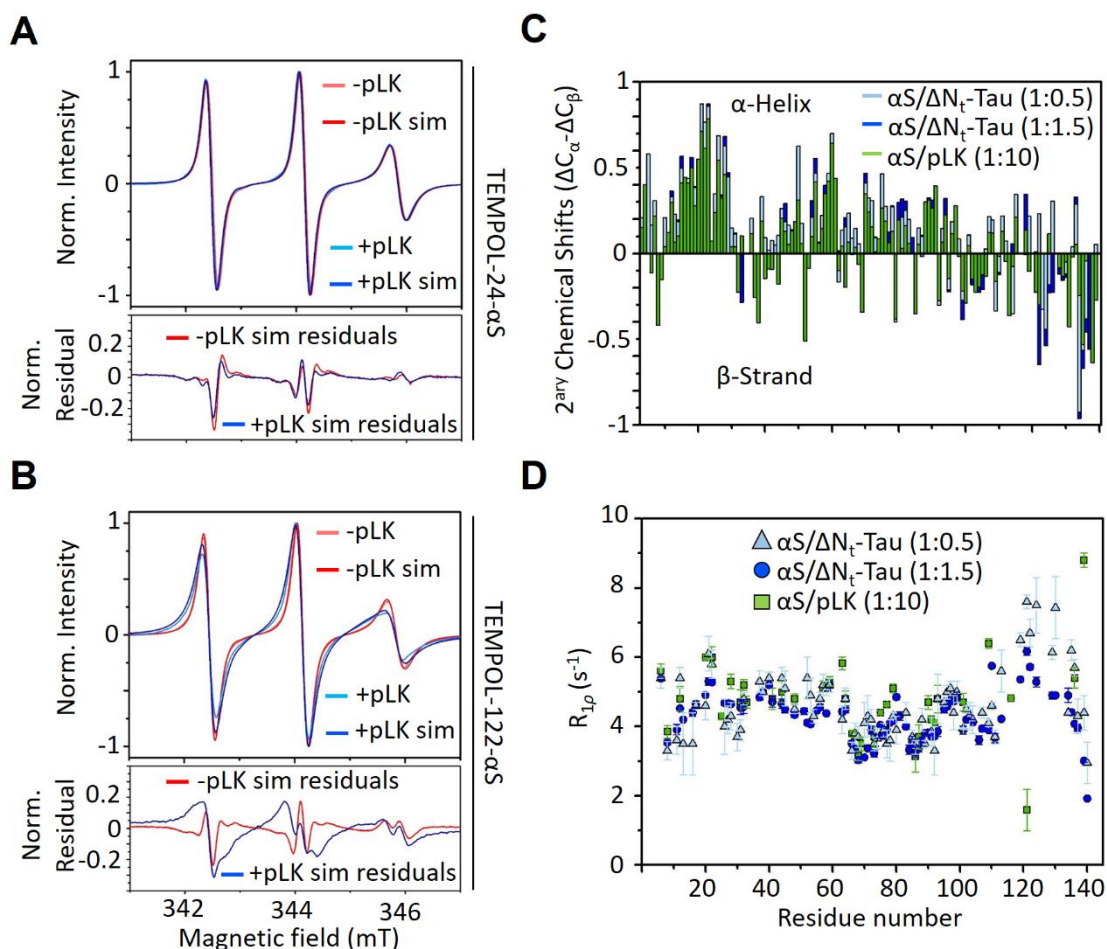 A
Norm. Intensity
1
0
-1
-pLK
-pLK sim
+pLK
+pLK sim
TEMPOL-24-αS
Norm. Residual
0.2
0
-0.2
-pLK sim residuals
+pLK sim residuals
B
Norm. Intensity
1
0
-1
-pLK
-pLK sim
+pLK
+pLK sim
TEMPOL-122-αS
Norm. Residual
0.2
0
-0.2
-pLK sim residuals
+pLK sim residuals
342 344 346
Magnetic field (mT)
C
2ary Chemical Shifts (ΔCα-ΔCβ)
1
0.5
0
-0.5
-1
α-Helix
αS/ΔNt-Tau (1:0.5)
αS/ΔNt-Tau (1:1.5)
αS/pLK (1:10)
β-Strand
D
R1ρ (s-1)
10
8
6
4
2
0
αS/ΔNt-Tau (1:0.5)
αS/ΔNt-Tau (1:1.5)
αS/pLK (1:10)
20 40 60 80 100 120 140
Residue number